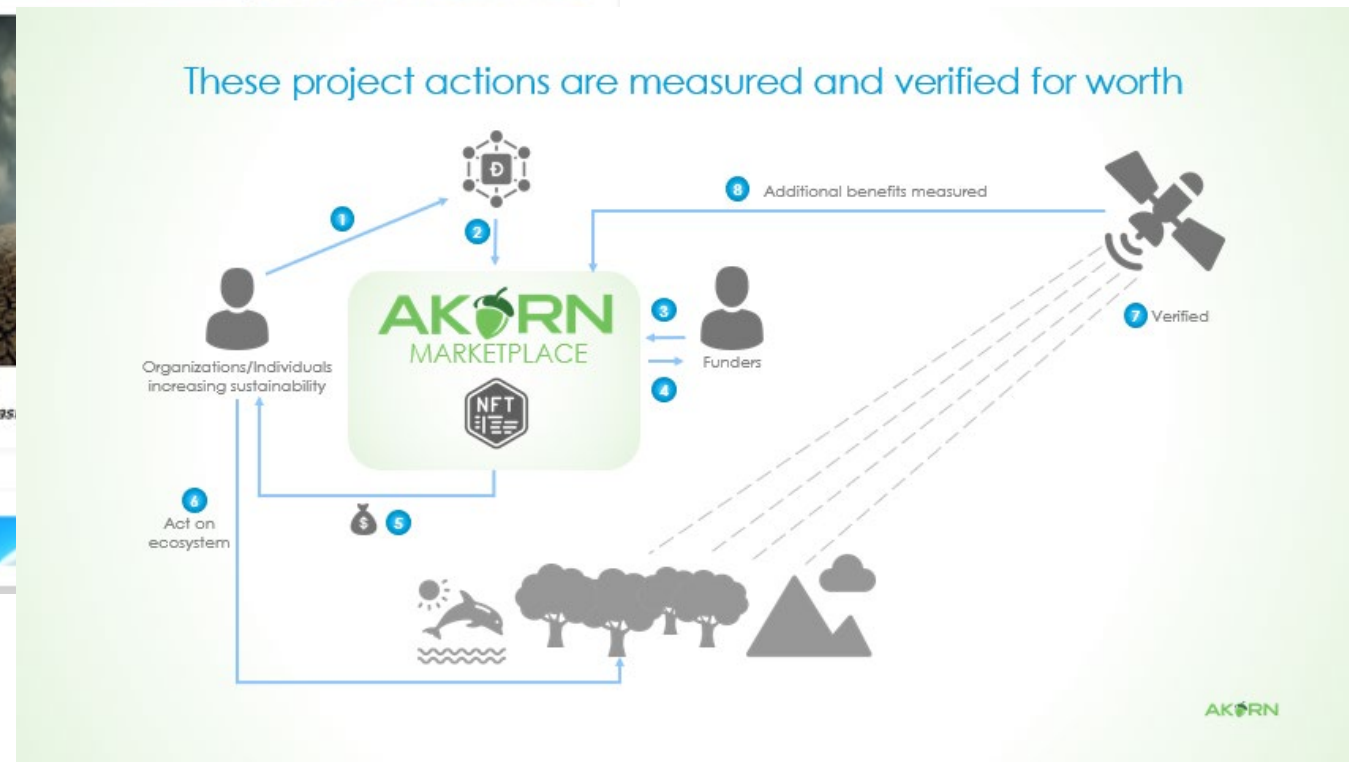 These project actions are measured and verified for worth
Đ
8 Additional benefits measured
1
2
AKORN
MARKETPLACE
NFT
3
4
Funders
7 Verified
Organizations/Individuals
increasing sustainability
6
Act on
ecosystem
$ 5
AKORN